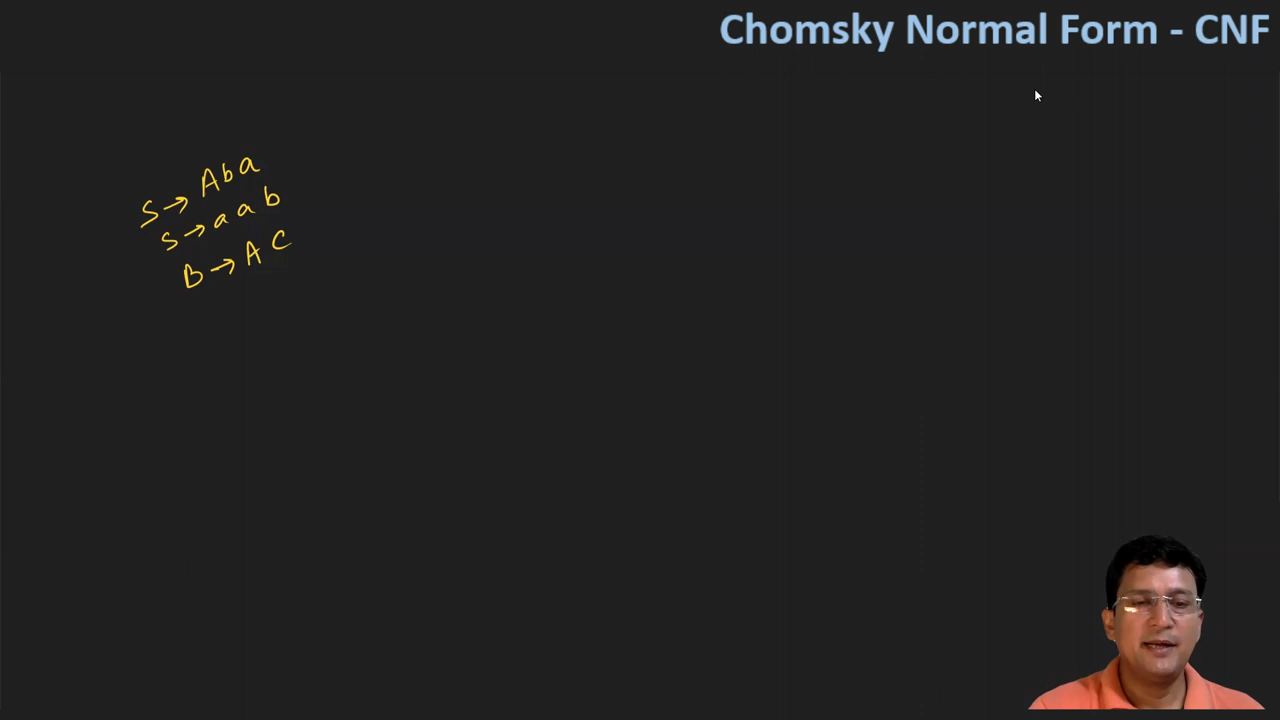 Chomsky Normal Form - CNF
S → Aba
S → aab
B → AC